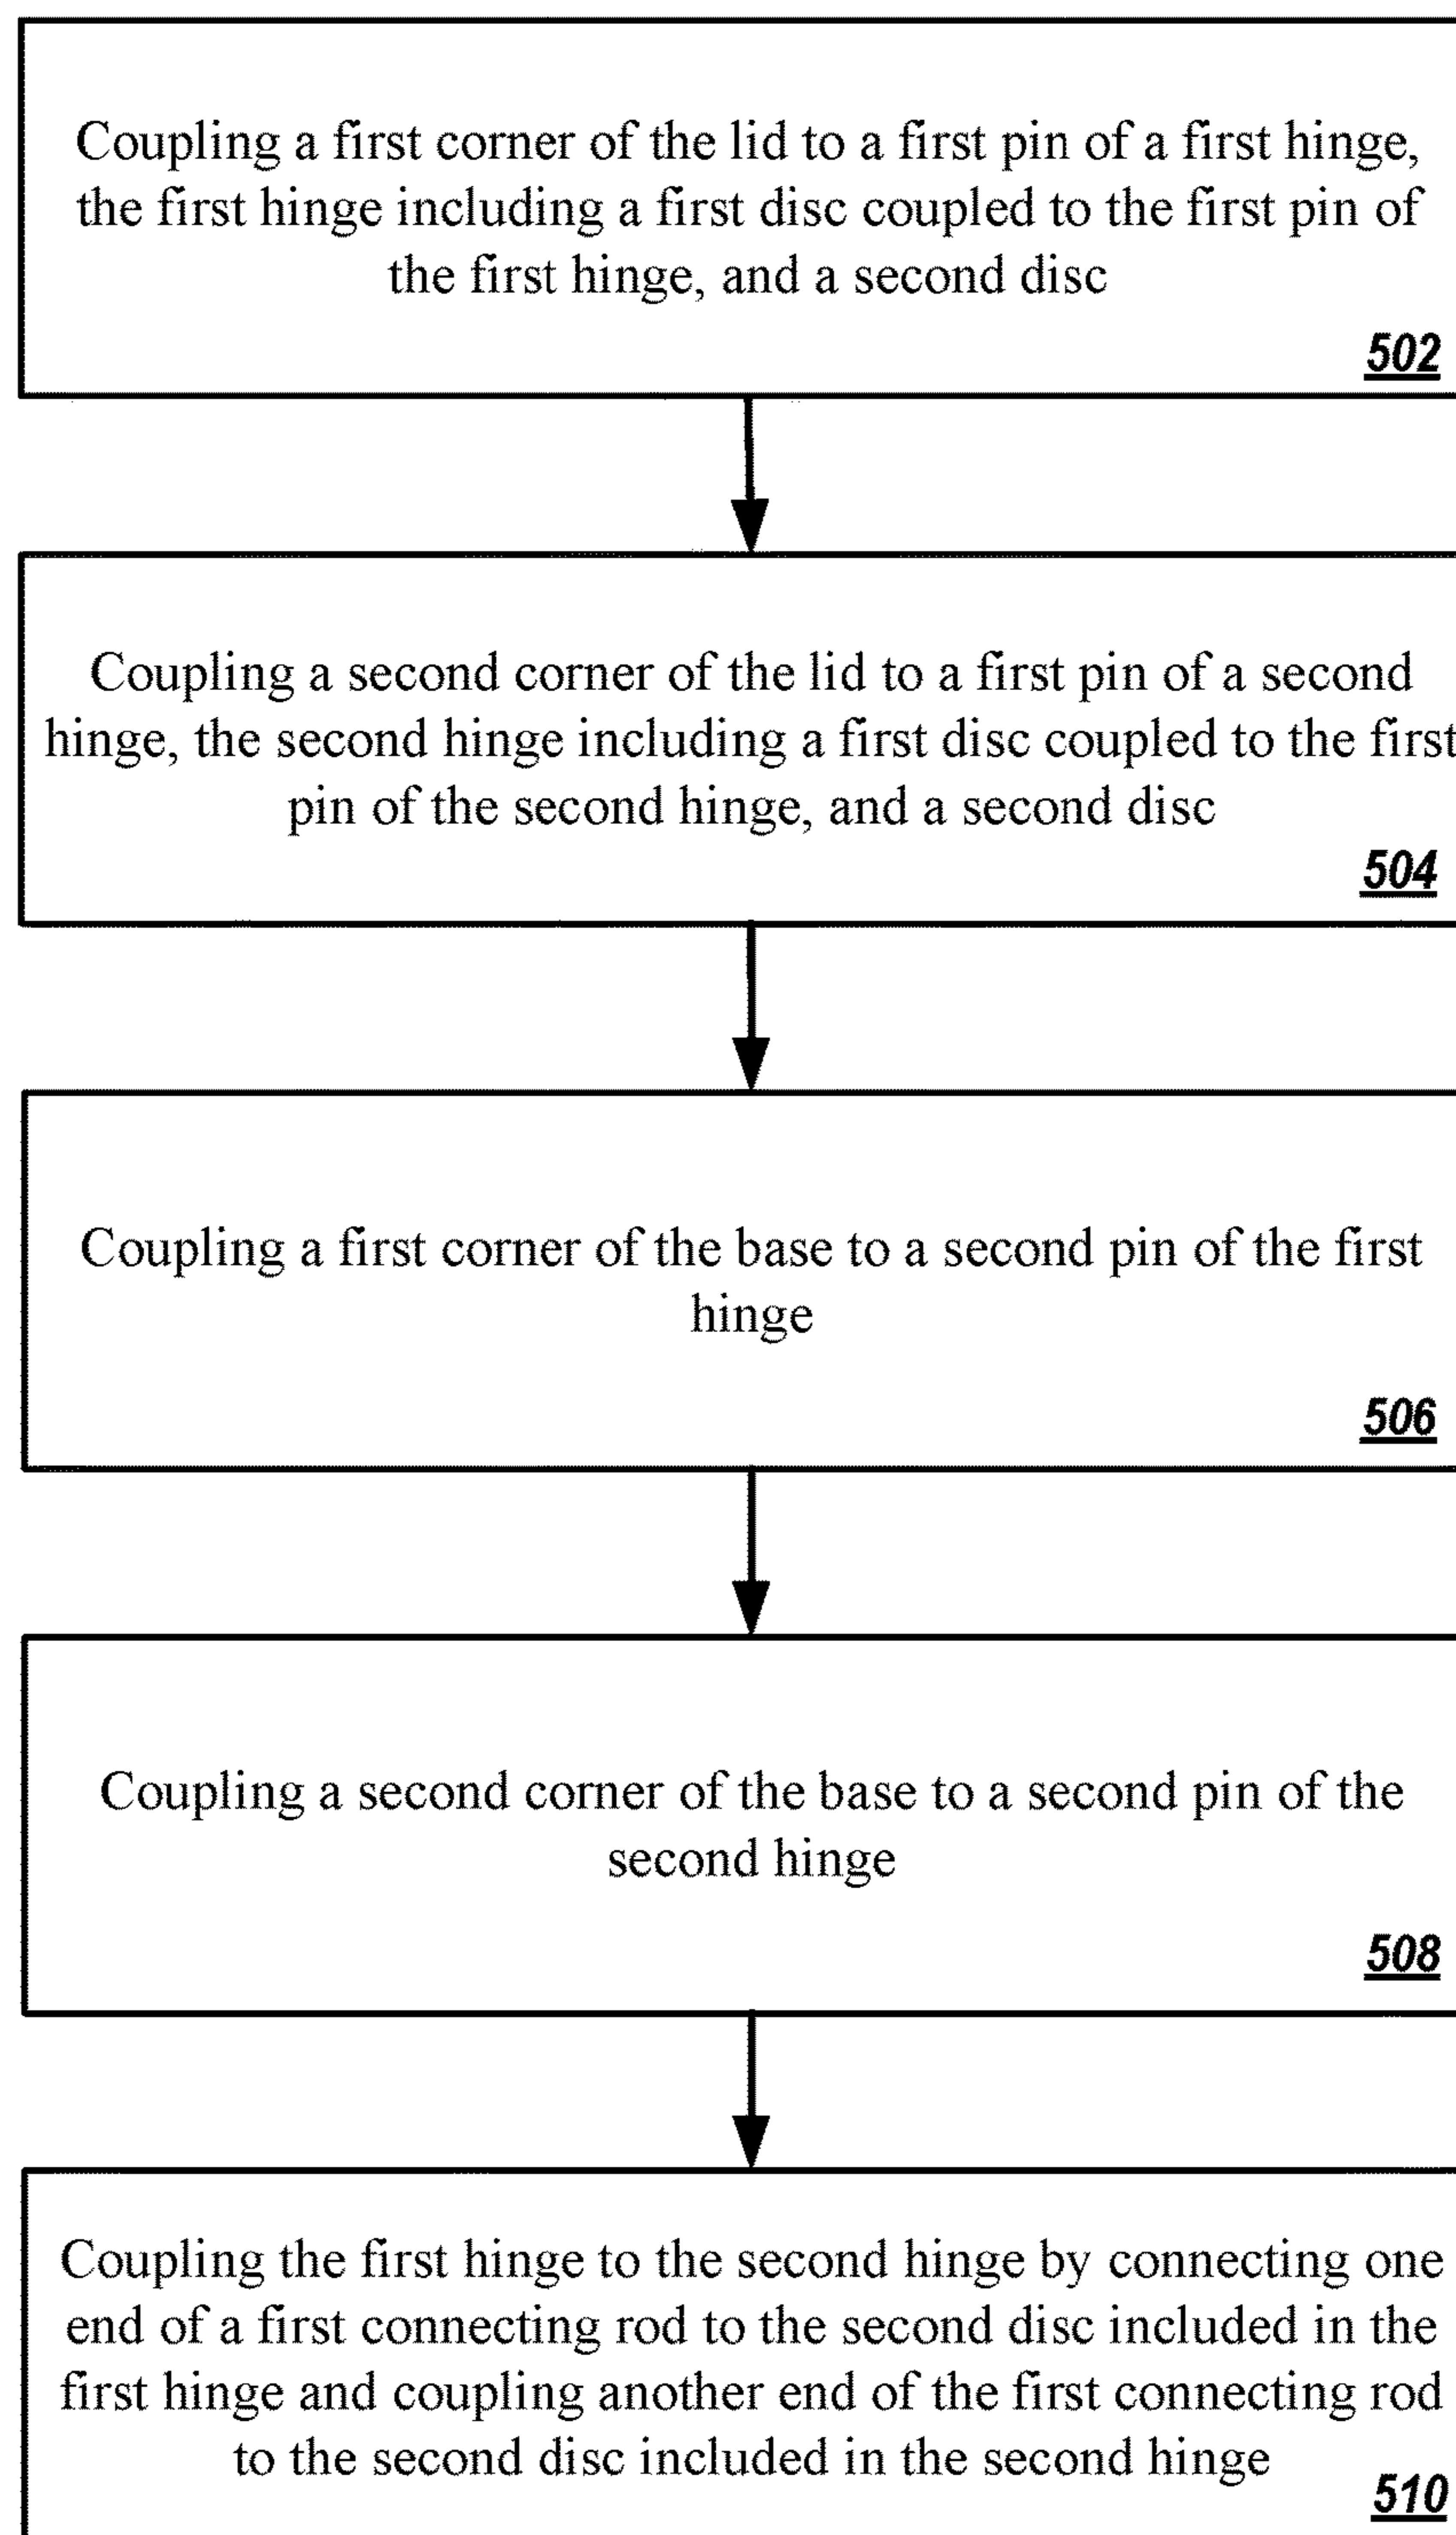 Coupling a first corner of the lid to a first pin of a first hinge,
the first hinge including a first disc coupled to the first pin of
the first hinge, and a second disc
502
Coupling a second corner of the lid to a first pin of a second
hinge, the second hinge including a first disc coupled to the first
pin of the second hinge, and a second disc
504
Coupling a first corner of the base to a second pin of the first
hinge
506
Coupling a second corner of the base to a second pin of the
second hinge
508
Coupling the first hinge to the second hinge by connecting one
end of a first connecting rod to the second disc included in the
first hinge and coupling another end of the first connecting rod
to the second disc included in the second hinge
510